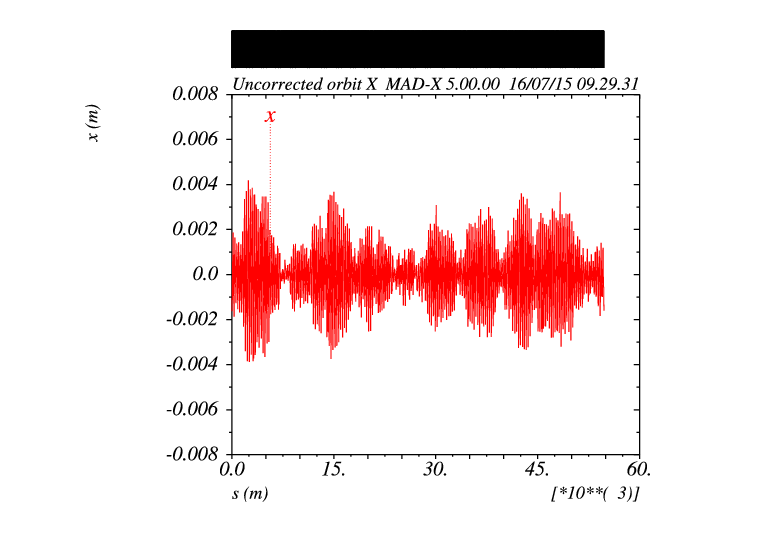 Uncorrected orbit X MAD-X 5.00.00 16/07/15 09.29.31
x (m)
x
0.008
0.006
0.004
0.002
0.0
-0.002
-0.004
-0.006
-0.008
0.0 15. 30. 45. 60.
s (m) [*10**( 3)]